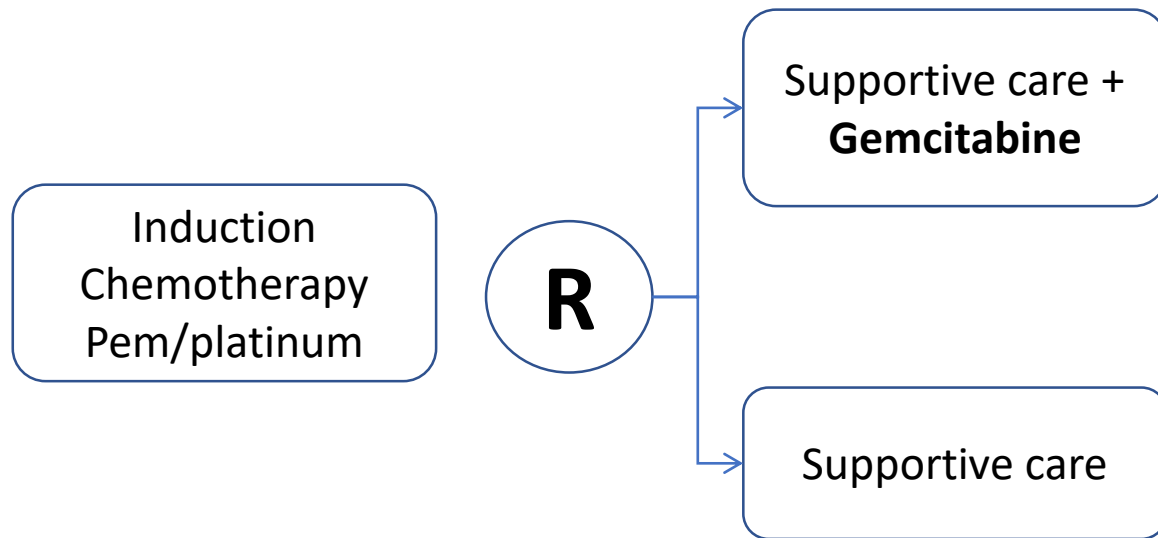 Induction
Chemotherapy
Pem/platinum
R
Supportive care +
Gemcitabine
Supportive care